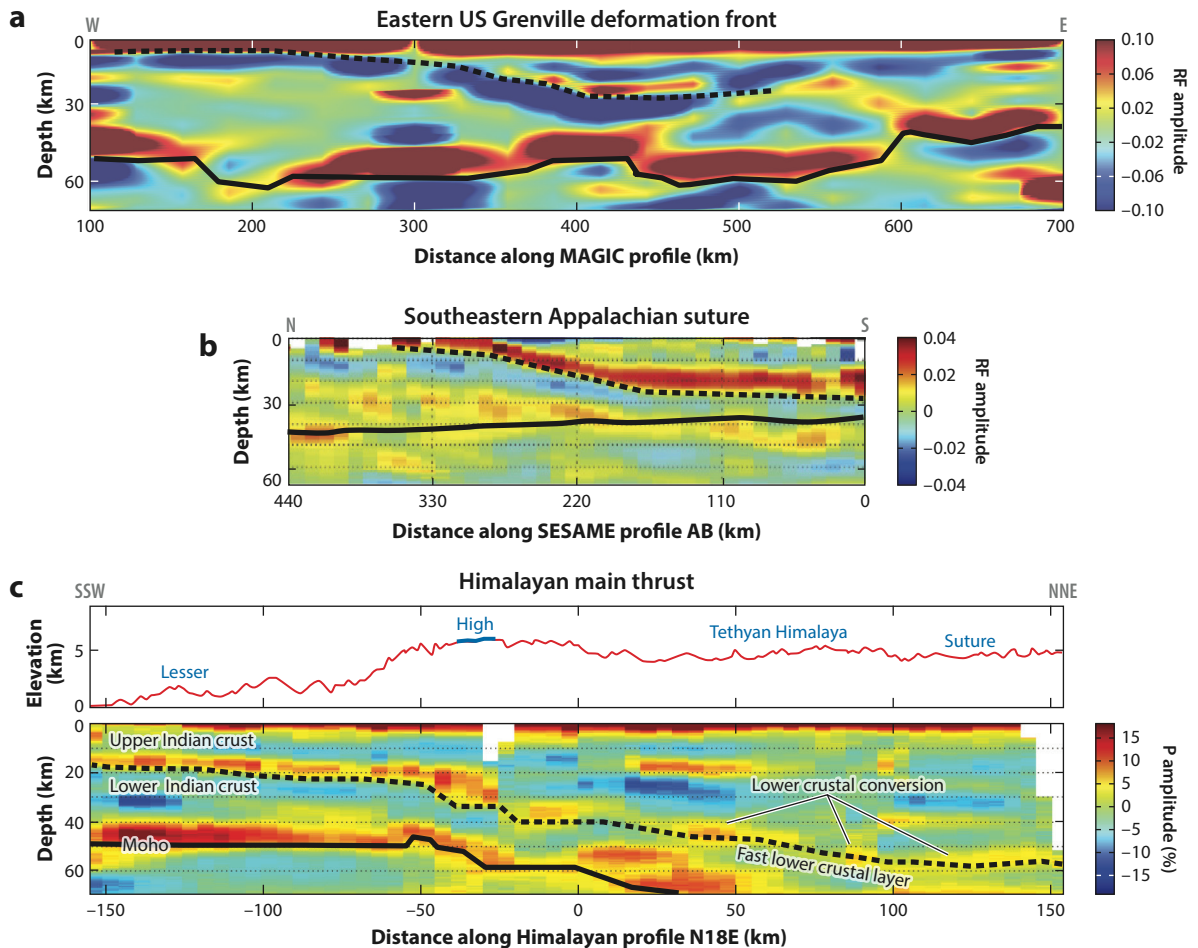 a
Eastern US Grenville deformation front
W
E
0
30
60
Depth (km)
100
200
300
400
500
600
700
Distance along MAGIC profile (km)
0.10
0.06
0.02
−0.02
−0.06
−0.10
RF amplitude
b
Southeastern Appalachian suture
N
S
0
30
60
Depth (km)
440
330
220
110
0
Distance along SESAME profile AB (km)
0.04
0.02
0
−0.02
−0.04
RF amplitude
c
Himalayan main thrust
SSW
NNE
Elevation
(km)
5
0
Lesser
High
Tethyan Himalaya
Suture
0
20
40
60
Depth (km)
Upper Indian crust
Lower Indian crust
Moho
Lower crustal conversion
Fast lower crustal layer
−150
−100
−50
0
50
100
150
Distance along Himalayan profile N18E (km)
15
10
5
0
−5
−10
−15
P amplitude (%)